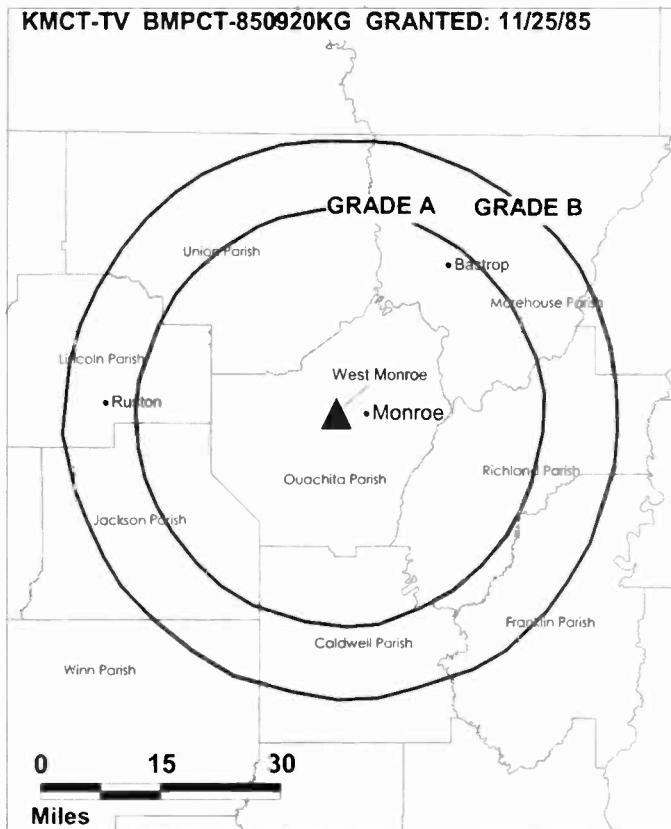 KMCT-TV BMPCT-850920KG GRANTED: 11/25/85
GRADE A GRADE B
Union Parish
Bastrop
Morehouse Parish
Lincoln Parish
West Monroe
Ruston
Monroe
Richland Parish
Ouachita Parish
Jackson Parish
Franklin Parish
Caldwell Parish
Winn Parish
0 15 30
Miles